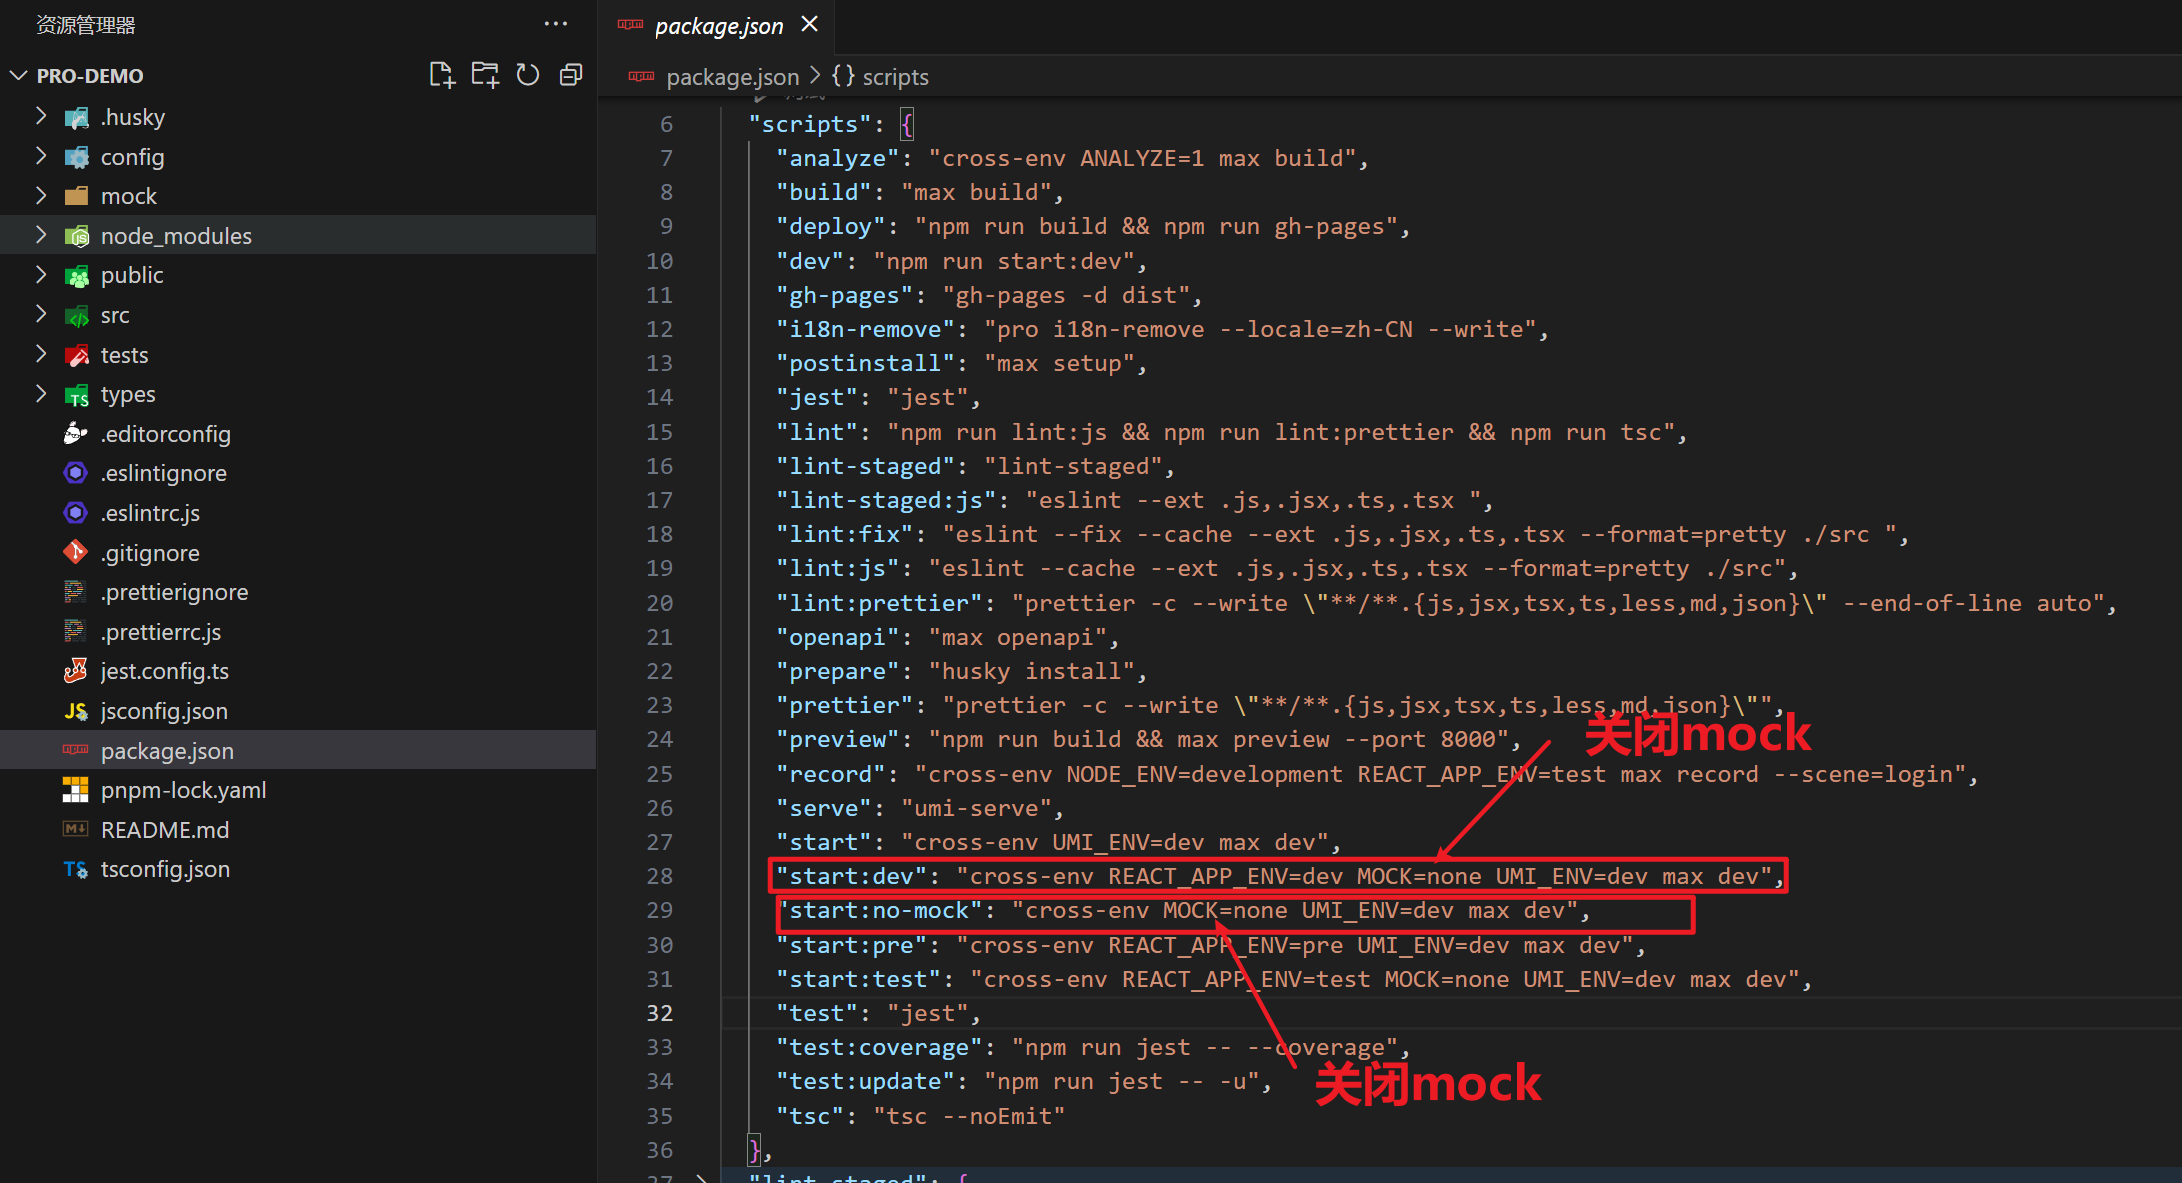 资源管理器
PRO-DEMO
.husky
config
mock
node_modules
public
src
tests
types
.editorconfig
.eslintignore
.eslintrc.js
.gitignore
.prettierignore
.prettierrc.js
jest.config.ts
jsconfig.json
package.json
pnpm-lock.yaml
README.md
tsconfig.json
package.json
package.json > {} scripts
6 "scripts": {
7 "analyze": "cross-env ANALYZE=1 max build",
8 "build": "max build",
9 "deploy": "npm run build && npm run gh-pages",
10 "dev": "npm run start:dev",
11 "gh-pages": "gh-pages -d dist",
12 "i18n-remove": "pro i18n-remove --locale=zh-CN --write",
13 "postinstall": "max setup",
14 "jest": "jest",
15 "lint": "npm run lint:js && npm run lint:prettier && npm run tsc",
16 "lint-staged": "lint-staged",
17 "lint-staged:js": "eslint --ext .js,.jsx,.ts,.tsx ",
18 "lint:fix": "eslint --fix --cache --ext .js,.jsx,.ts,.tsx --format=pretty ./src ",
19 "lint:js": "eslint --cache --ext .js,.jsx,.ts,.tsx --format=pretty ./src",
20 "lint:prettier": "prettier -c --write \"**/**.{js,jsx,tsx,ts,less,md,json}\" --end-of-line auto",
21 "openapi": "max openapi",
22 "prepare": "husky install",
23 "prettier": "prettier -c --write \"**/**.{js,jsx,tsx,ts,less,md,json}\"",
关闭mock
24 "preview": "npm run build && max preview --port 8000",
25 "record": "cross-env NODE_ENV=development REACT_APP_ENV=test max record --scene=login",
26 "serve": "umi-serve",
27 "start": "cross-env UMI_ENV=dev max dev",
28 "start:dev": "cross-env REACT_APP_ENV=dev MOCK=none UMI_ENV=dev max dev",
29 "start:no-mock": "cross-env MOCK=none UMI_ENV=dev max dev",
30 "start:pre": "cross-env REACT_APP_ENV=pre UMI_ENV=dev max dev",
31 "start:test": "cross-env REACT_APP_ENV=test MOCK=none UMI_ENV=dev max dev",
32 "test": "jest",
33 "test:coverage": "npm run jest -- --coverage",
34 "test:update": "npm run jest -- -u",
关闭mock
35 "tsc": "tsc --noEmit"
36 },
37 "lint-staged": {